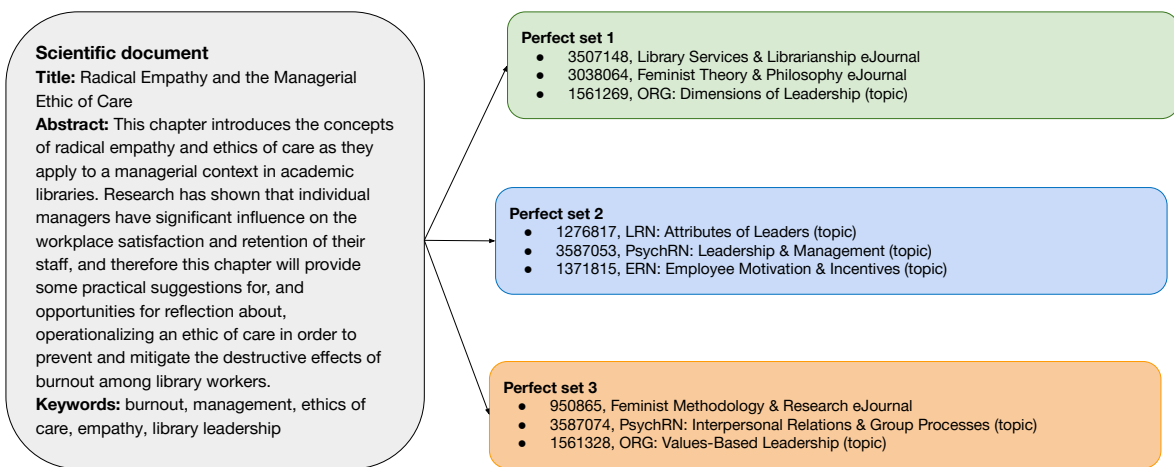 Scientific document
Title: Radical Empathy and the Managerial
Ethic of Care
Abstract: This chapter introduces the concepts
of radical empathy and ethics of care as they
apply to a managerial context in academic
libraries. Research has shown that individual
managers have significant influence on the
workplace satisfaction and retention of their
staff, and therefore this chapter will provide
some practical suggestions for, and
opportunities for reflection about,
operationalizing an ethic of care in order to
prevent and mitigate the destructive effects of
burnout among library workers.
Keywords: burnout, management, ethics of
care, empathy, library leadership
Perfect set 1
● 3507148, Library Services & Librarianship eJournal
● 3038064, Feminist Theory & Philosophy eJournal
● 1561269, ORG: Dimensions of Leadership (topic)
Perfect set 2
● 1276817, LRN: Attributes of Leaders (topic)
● 3587053, PsychRN: Leadership & Management (topic)
● 1371815, ERN: Employee Motivation & Incentives (topic)
Perfect set 3
● 950865, Feminist Methodology & Research eJournal
● 3587074, PsychRN: Interpersonal Relations & Group Processes (topic)
● 1561328, ORG: Values-Based Leadership (topic)